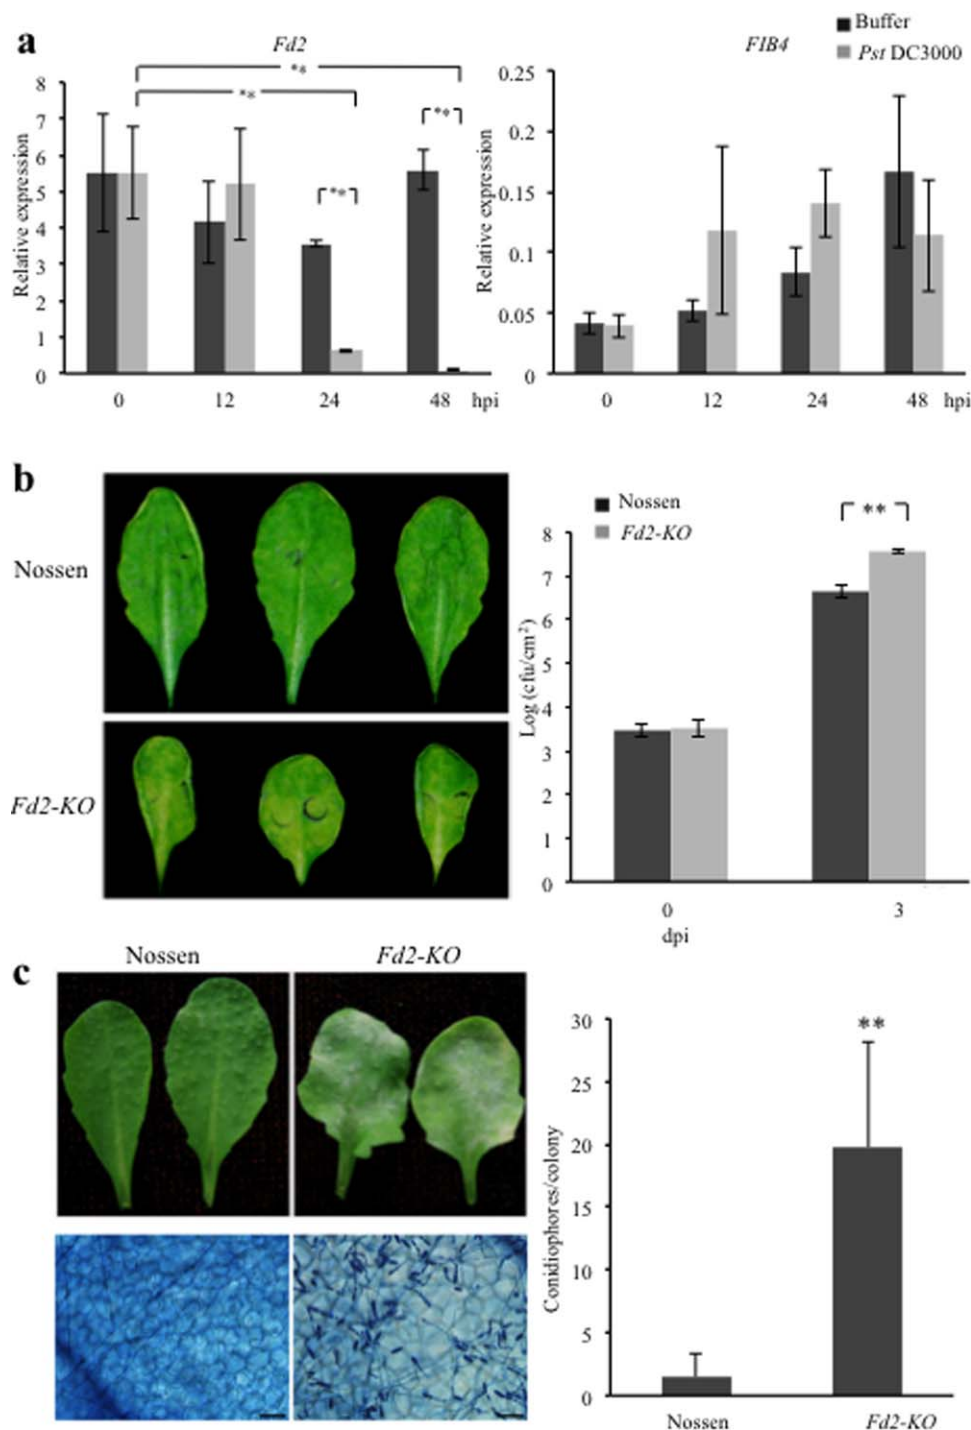 Buffer
Pst DC3000
a
Fd2
FIB4
** 
**
**
**
Relative expression
8
7
6
5
4
3
2
1
0
0 12 24 48 hpi
Relative expression
0.25
0.2
0.15
0.1
0.05
0
0 12 24 48 hpi
b
Nossen
Fd2-KO
Nossen
Fd2-KO
**
Log (cfu/cm²)
8
7
6
5
4
3
2
1
0
0 3
dpi
c
Nossen Fd2-KO
**
Conidiophores/colony
30
25
20
15
10
5
0
Nossen Fd2-KO